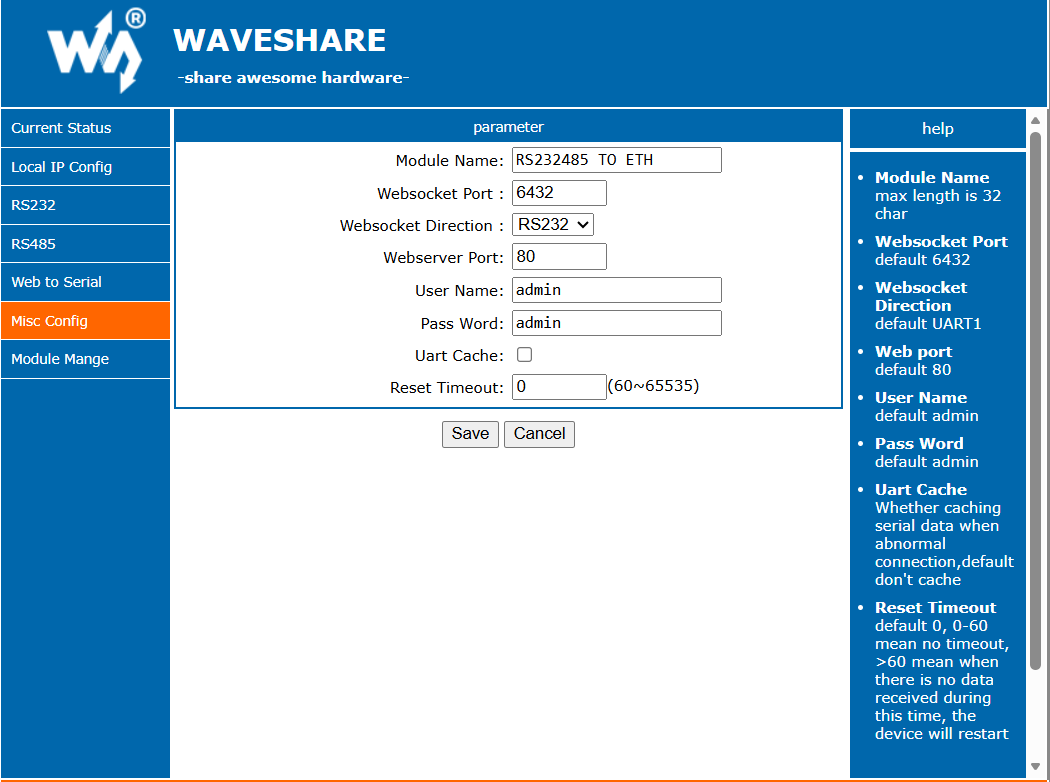 WAVESHARE
-share awesome hardware-
Current Status
Local IP Config
RS232
RS485
Web to Serial
Misc Config
Module Mange
parameter
Module Name: RS232485 TO ETH
Websocket Port : 6432
Websocket Direction : RS232
Webserver Port: 80
User Name: admin
Pass Word: admin
Uart Cache:
Reset Timeout: 0 (60~65535)
Save Cancel
help
• Module Name
max length is 32
char
• Websocket Port
default 6432
• Websocket
Direction
default UART1
• Web port
default 80
• User Name
default admin
• Pass Word
default admin
• Uart Cache
Whether caching
serial data when
abnormal
connection,default
don't cache
• Reset Timeout
default 0, 0-60
mean no timeout,
>60 mean when
there is no data
received during
this time, the
device will restart